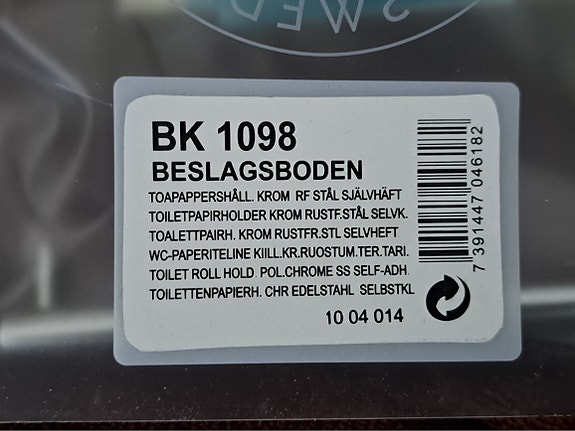 SWED
BK 1098
BESLAGSBODEN
TOAPAPPERSHÅLL. KROM RF STÅL SJÄLVHÄFT
TOILETPAPIRHOLDER KROM RUSTF.STÅL SELVK.
TOALETTPAIRH. KROM RUSTFR.STL SELVHEFT
WC-PAPERITELINE KIILL.KR.RUOSTUM.TER.TARI.
TOILET ROLL HOLD. POL.CHROME SS SELF-ADH.
TOILETTENPAPIERH. CHR EDELSTAHL SELBSTKL
10 04 014
7 391447 046182